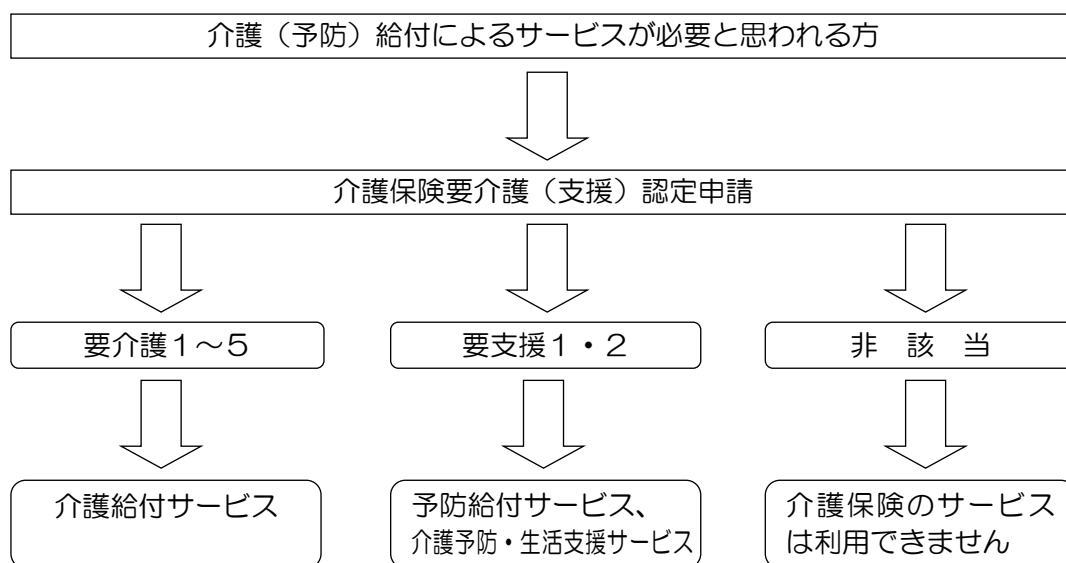 介護（予防）給付によるサービスが必要と思われる方
介護保険要介護（支援）認定申請
要介護１～５
要支援１・２
非　該　当
介護給付サービス
予防給付サービス、
介護予防・生活支援サービス
介護保険のサービス
は利用できません